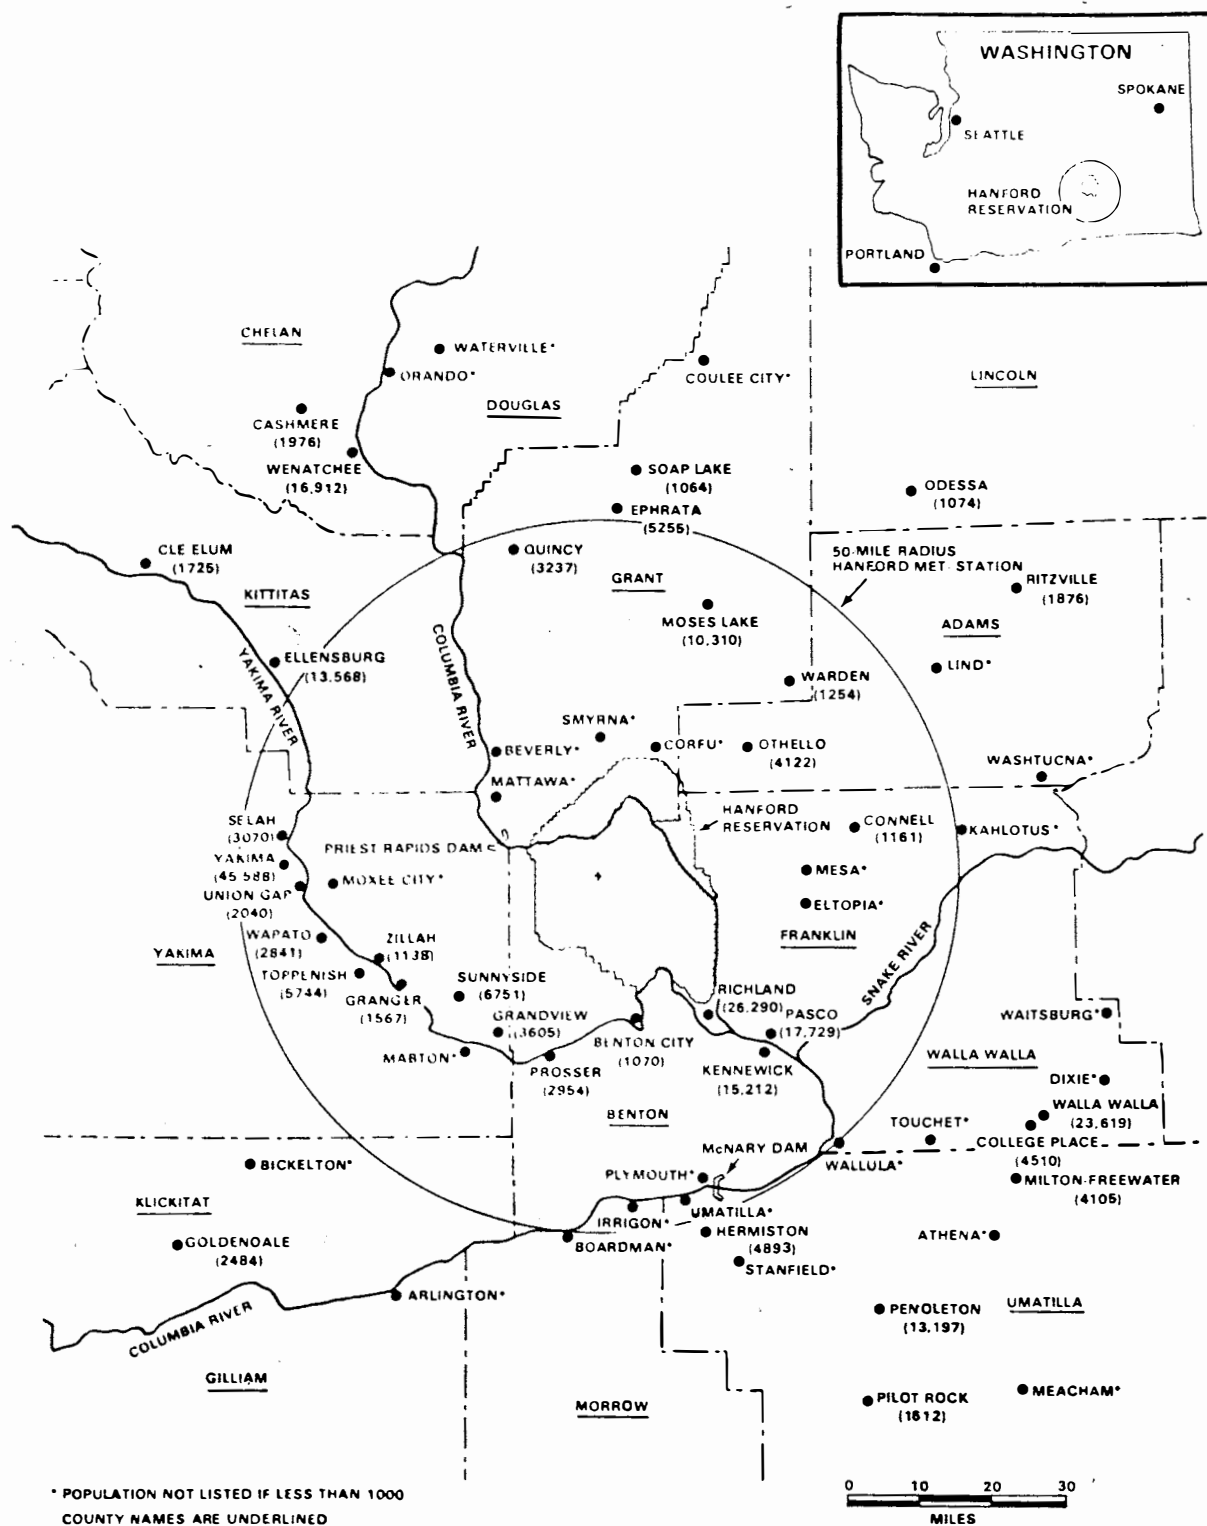 WASHINGTON
SPOKANE
SEATTLE
HANFORD
RESERVATION
PORTLAND
CHELAN
WATERVILLE*
ORANDO*
COULEE CITY*
LINCOLN
DOUGLAS
CASHMERE
(1976)
WENATCHEE
(16,912)
SOAP LAKE
(1064)
ODESSA
(1074)
EPHRATA
(5255)
CLE ELUM
(1725)
QUINCY
(3237)
50-MILE RADIUS
HANFORD MET-STATION
KITTITAS
GRANT
RITZVILLE
(1876)
MOSES LAKE
(10,310)
ADAMS
ELLENSBURG
(13,568)
YAKIMA RIVER
COLUMBIA RIVER
LIND*
WARDEN
(1254)
SMYRNA*
BEVERLY*
CORFU*
OTHELLO
(4122)
WASHTUCNA*
MATTAWA*
HANFORD
RESERVATION
SELAH
(3070)
CONNELL
(1161)
KAHLOTUS*
PRIEST RAPIDS DAM
YAKIMA
(45,588)
MOXEE CITY*
MESA*
UNION GAP
(2040)
ELTOPIA*
WAPATO
(2841)
ZILLAH
(1138)
FRANKLIN
YAKIMA
SNAKE RIVER
TOPPENISH
(5744)
GRANGER
(1567)
SUNNYSIDE
(6751)
RICHLAND
(26,290)
GRANDVIEW
(3605)
PASCO
(17,729)
WAITSBURG*
MABTON*
BENTON CITY
(1070)
PROSSER
(2954)
KENNEWICK
(15,212)
WALLA WALLA
DIXIE*
BENTON
WALLA WALLA
(23,619)
TOUCHET*
COLLEGE PLACE
(4510)
McNARY DAM
BICKELTON*
PLYMOUTH*
WALLULA*
MILTON-FREEWATER
(4105)
KLICKITAT
UMATILLA*
IRRIGON*
GOLDENDALE
(2484)
BOARDMAN*
HERMISTON
(4893)
ATHENA*
STANFIELD*
ARLINGTON*
COLUMBIA RIVER
PENDLETON
(13,197)
UMATILLA
GILLIAM
MORROW
PILOT ROCK
(1612)
MEACHAM*
* POPULATION NOT LISTED IF LESS THAN 1000
COUNTY NAMES ARE UNDERLINED
0 10 20 30
MILES